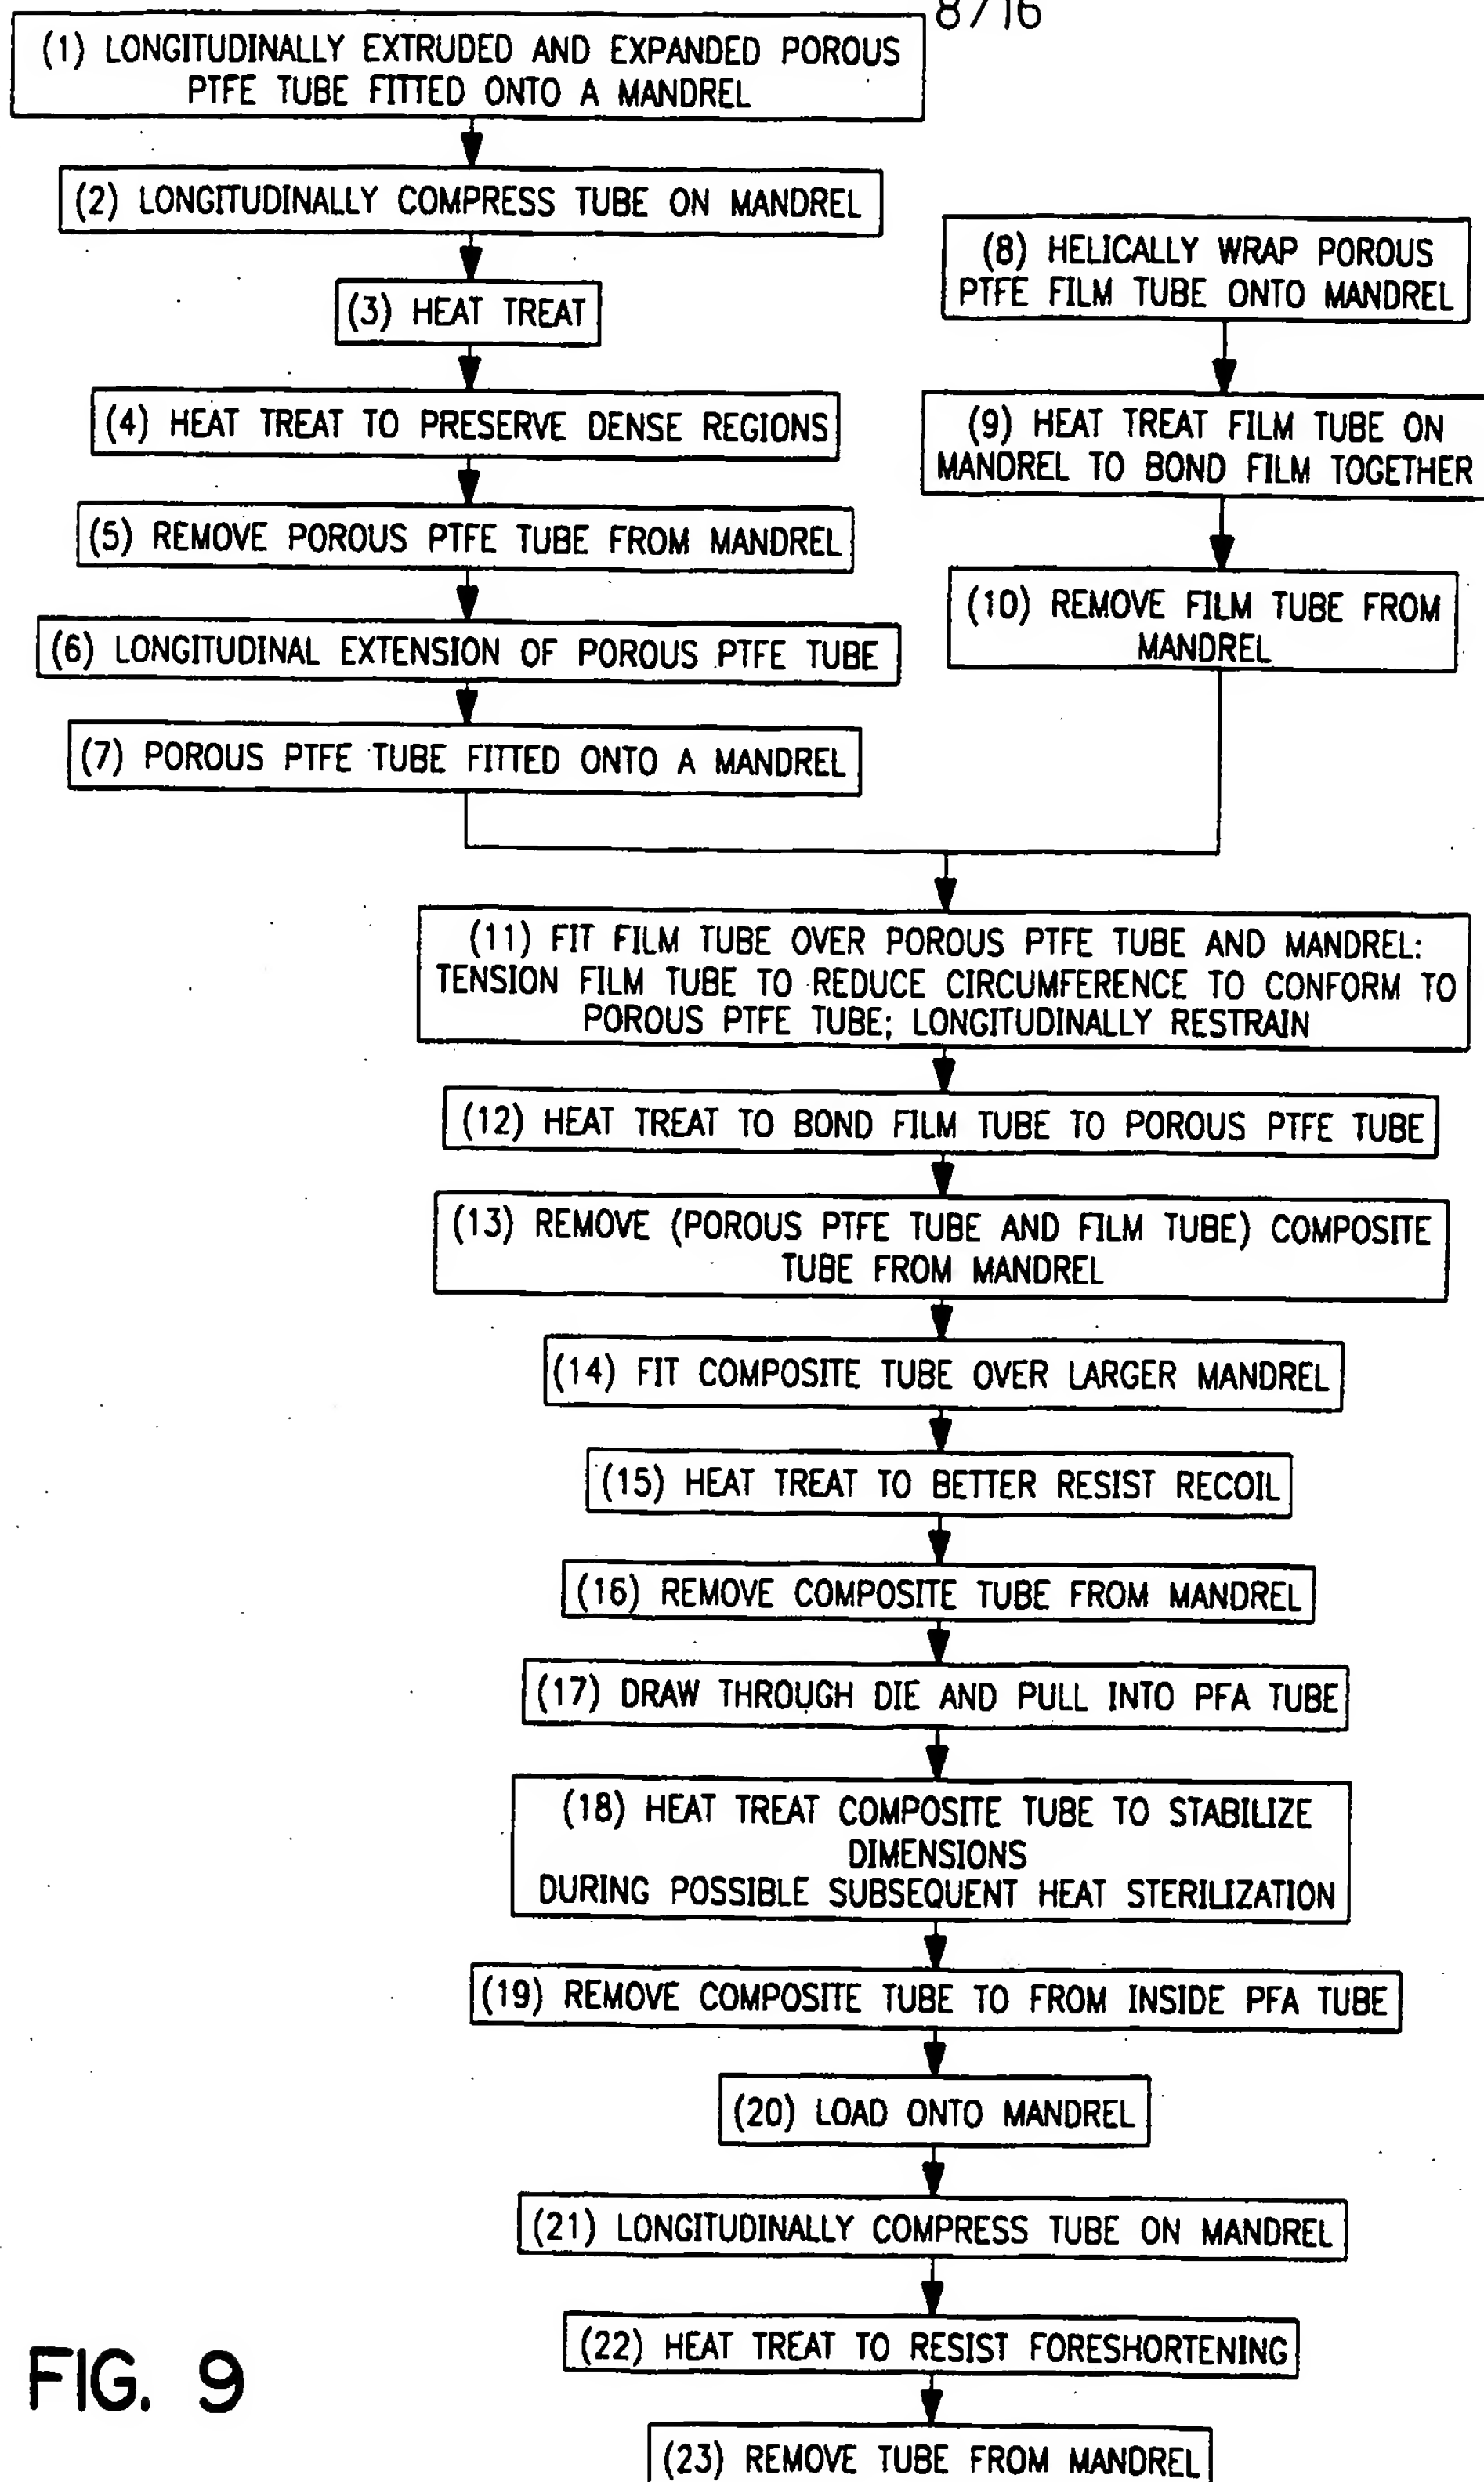 8/16
(1) LONGITUDINALLY EXTRUDED AND EXPANDED POROUS
PTFE TUBE FITTED ONTO A MANDREL
(2) LONGITUDINALLY COMPRESS TUBE ON MANDREL
(3) HEAT TREAT
(4) HEAT TREAT TO PRESERVE DENSE REGIONS
(5) REMOVE POROUS PTFE TUBE FROM MANDREL
(6) LONGITUDINAL EXTENSION OF POROUS PTFE TUBE
(7) POROUS PTFE TUBE FITTED ONTO A MANDREL
(8) HELICALLY WRAP POROUS
PTFE FILM TUBE ONTO MANDREL
(9) HEAT TREAT FILM TUBE ON
MANDREL TO BOND FILM TOGETHER
(10) REMOVE FILM TUBE FROM
MANDREL
(11) FIT FILM TUBE OVER POROUS PTFE TUBE AND MANDREL:
TENSION FILM TUBE TO REDUCE CIRCUMFERENCE TO CONFORM TO
POROUS PTFE TUBE; LONGITUDINALLY RESTRAIN
(12) HEAT TREAT TO BOND FILM TUBE TO POROUS PTFE TUBE
(13) REMOVE (POROUS PTFE TUBE AND FILM TUBE) COMPOSITE
TUBE FROM MANDREL
(14) FIT COMPOSITE TUBE OVER LARGER MANDREL
(15) HEAT TREAT TO BETTER RESIST RECOIL
(16) REMOVE COMPOSITE TUBE FROM MANDREL
(17) DRAW THROUGH DIE AND PULL INTO PFA TUBE
(18) HEAT TREAT COMPOSITE TUBE TO STABILIZE
DIMENSIONS
DURING POSSIBLE SUBSEQUENT HEAT STERILIZATION
(19) REMOVE COMPOSITE TUBE TO FROM INSIDE PFA TUBE
(20) LOAD ONTO MANDREL
(21) LONGITUDINALLY COMPRESS TUBE ON MANDREL
(22) HEAT TREAT TO RESIST FORESHORTENING
(23) REMOVE TUBE FROM MANDREL
FIG. 9